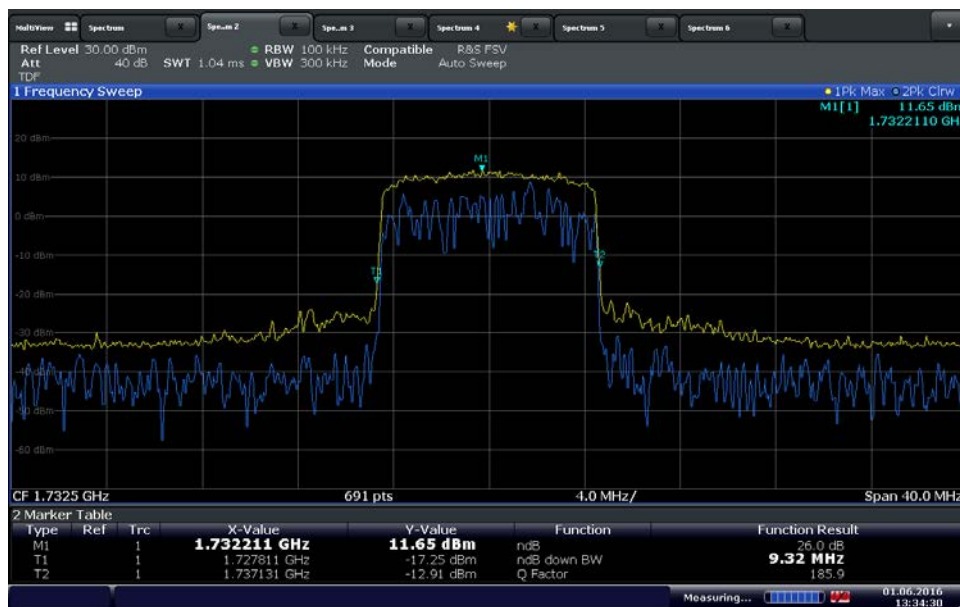 MultiView Spectrum X Spe...m 2 X Spe...m 3 X Spectrum 4 X Spectrum 5 X Spectrum 6 X
Ref Level 30.00 dBm RBW 100 kHz Compatible R&S FSV
Att 40 dB SWT 1.04 ms VBW 300 kHz Mode Auto Sweep
TDF
1 Frequency Sweep 1Pk Max 2Pk Clrw
M1[1] 11.65 dBm
1.7322110 GHz
20 dBm
M1
10 dBm
0 dBm
-10 dBm
T1 T2
-20 dBm
-30 dBm
-40 dBm
-50 dBm
-60 dBm
CF 1.7325 GHz 691 pts 4.0 MHz/ Span 40.0 MHz
2 Marker Table
Type Ref Trc X-Value Y-Value Function Function Result
M1 1 1.732211 GHz 11.65 dBm ndB 26.0 dB
T1 1 1.727811 GHz -17.25 dBm ndB down BW 9.32 MHz
T2 1 1.737131 GHz -12.91 dBm Q Factor 185.9
Measuring... 01.06.2016
13:34:30